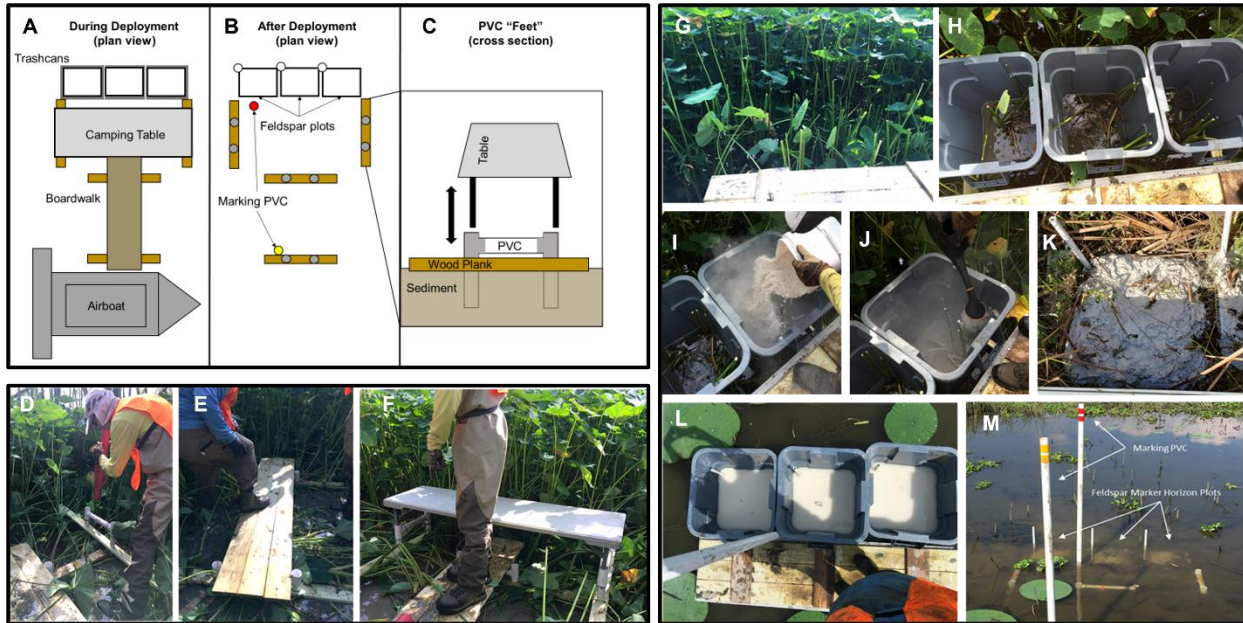 A
During Deployment
(plan view)
Trashcans
Camping Table
Boardwalk
Airboat
B
After Deployment
(plan view)
Feldspar plots
Marking PVC
C
PVC “Feet”
(cross section)
Table
PVC
Wood Plank
Sediment
D
E
F
G
H
I
J
K
L
M
Marking PVC
Feldspar Marker Horizon Plots